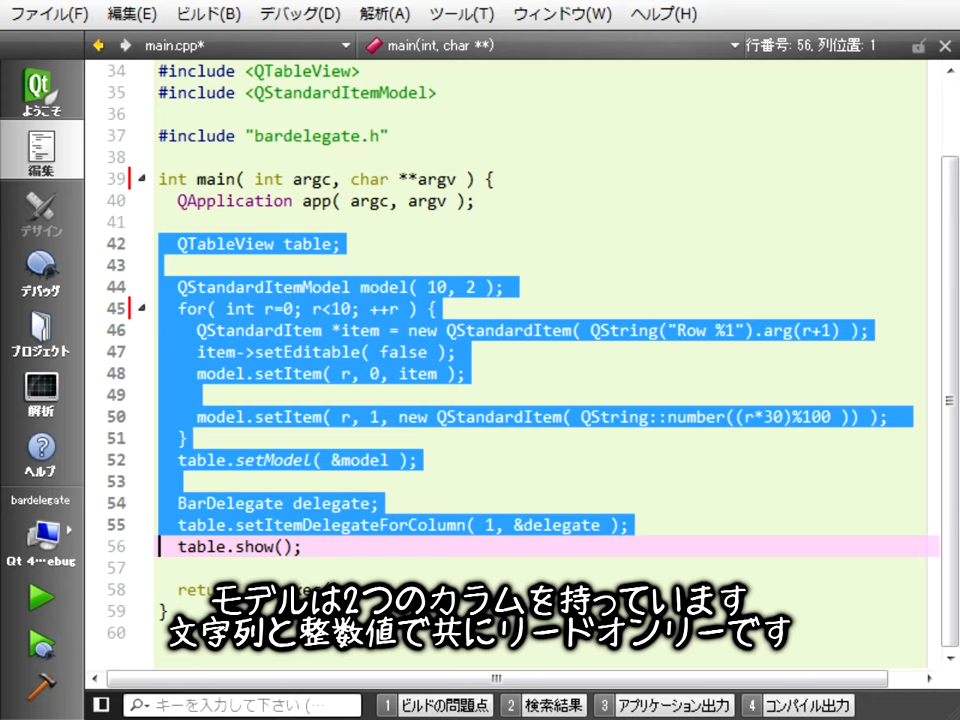 ファイル(F) 編集(E) ビルド(B) デバッグ(D) 解析(A) ツール(T) ウィンドウ(W) ヘルプ(H)
main.cpp* main(int, char **) 行番号: 56, 列位置: 1
ようこそ
編集
デザイン
デバッグ
プロジェクト
解析
ヘルプ
bardelegate
Qt 4…ebug
34 #include <QTableView>
35 #include <QStandardItemModel>
36
37 #include "bardelegate.h"
38
39 int main( int argc, char **argv ) {
40 QApplication app( argc, argv );
41
42 QTableView table;
43
44 QStandardItemModel model( 10, 2 );
45 for( int r=0; r<10; ++r ) {
46 QStandardItem *item = new QStandardItem( QString("Row %1").arg(r+1) );
47 item->setEditable( false );
48 model.setItem( r, 0, item );
49
50 model.setItem( r, 1, new QStandardItem( QString::number((r*30)%100 )) );
51 }
52 table.setModel( &model );
53
54 BarDelegate delegate;
55 table.setItemDelegateForColumn( 1, &delegate );
56 table.show();
57
58
59 }
60
モデルは2つのカラムを持っています
文字列と整数値で共にリードオンリーです
キーを入力して下さい (…
1 ビルドの問題点 2 検索結果 3 アプリケーション出力 4 コンパイル出力